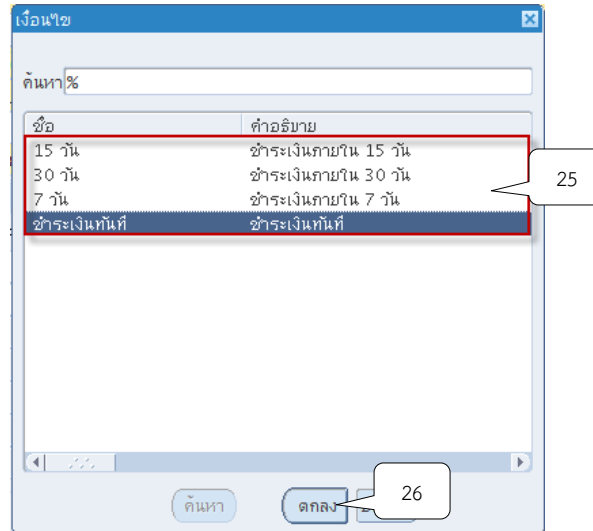 เงื่อนไข
ค้นหา %
ชื่อ คำอธิบาย
15 วัน ชำระเงินภายใน 15 วัน
30 วัน ชำระเงินภายใน 30 วัน
7 วัน ชำระเงินภายใน 7 วัน
ชำระเงินทันที ชำระเงินทันที
25
ค้นหา ตกลง 26